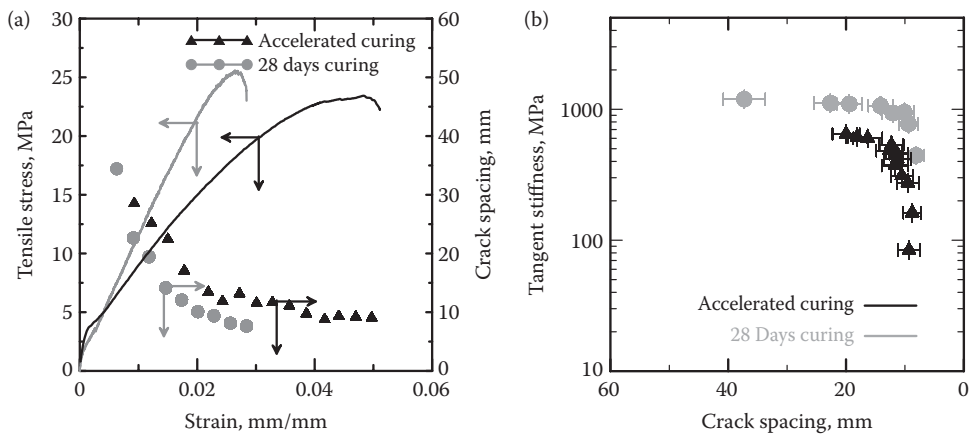 (a)
30
25
20
15
10
5
0
Tensile stress, MPa
0
0.02
0.04
0.06
Strain, mm/mm
60
50
40
30
20
10
0
Crack spacing, mm
Accelerated curing
28 days curing
(b)
1000
100
10
Tangent stiffness, MPa
60
40
20
0
Crack spacing, mm
Accelerated curing
28 Days curing